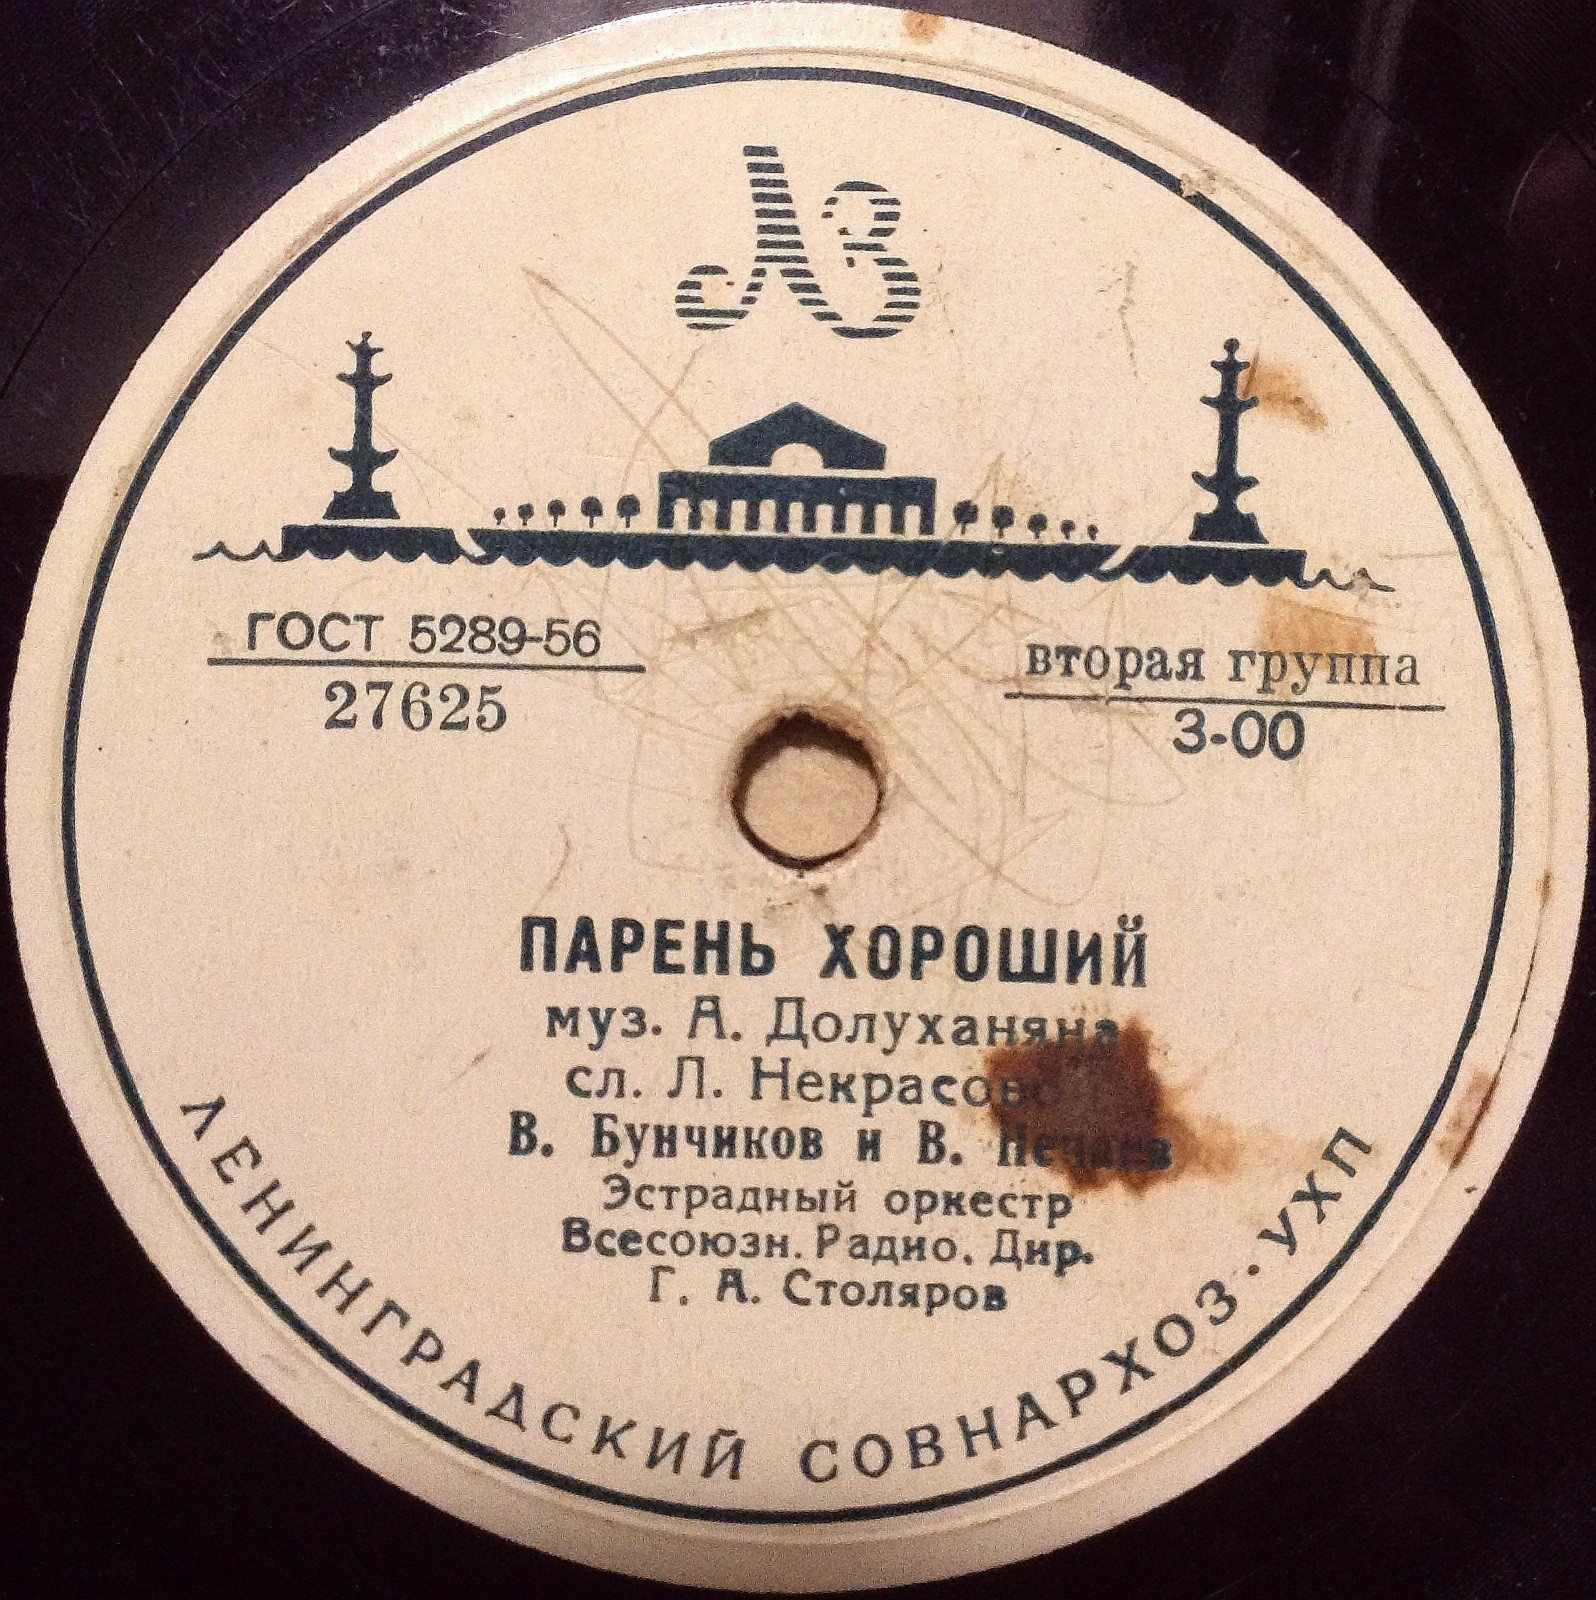 ЛЗ
ГОСТ 5289-56
27625
вторая группа
3-00
ПАРЕНЬ ХОРОШИЙ
муз. А. Долуханяна
сл. Л. Некрасова
В. Бунчиков и В. Нечаев
Эстрадный оркестр
Всесоюзн. Радио. Дир.
Г. А. Столяров
ЛЕНИНГРАДСКИЙ СОВНАРХОЗ · УХП